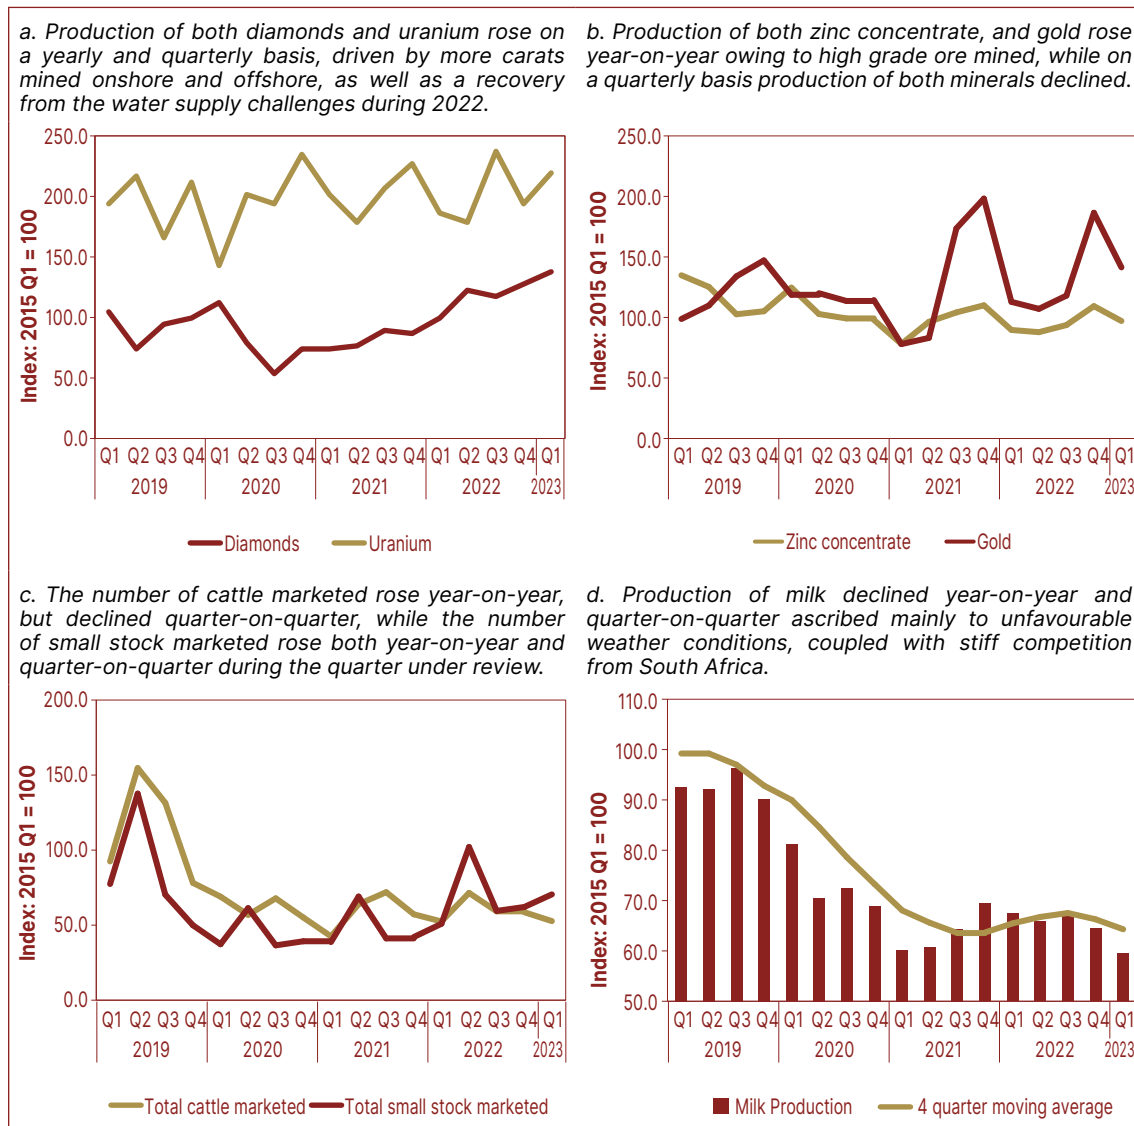 a. Production of both diamonds and uranium rose on
a yearly and quarterly basis, driven by more carats
mined onshore and offshore, as well as a recovery
from the water supply challenges during 2022.
250.0
200.0
150.0
100.0
50.0
0.0
Index: 2015 Q1 = 100
Q1 Q2 Q3 Q4 Q1 Q2 Q3 Q4 Q1 Q2 Q3 Q4 Q1 Q2 Q3 Q4 Q1
2019 2020 2021 2022 2023
Diamonds Uranium
b. Production of both zinc concentrate, and gold rose
year-on-year owing to high grade ore mined, while on
a quarterly basis production of both minerals declined.
250.0
200.0
150.0
100.0
50.0
0.0
Index: 2015 Q1 = 100
Q1 Q2 Q3 Q4 Q1 Q2 Q3 Q4 Q1 Q2 Q3 Q4 Q1 Q2 Q3 Q4 Q1
2019 2020 2021 2022 2023
Zinc concentrate Gold
c. The number of cattle marketed rose year-on-year,
but declined quarter-on-quarter, while the number
of small stock marketed rose both year-on-year and
quarter-on-quarter during the quarter under review.
200.0
150.0
100.0
50.0
0.0
Index: 2015 Q1 = 100
Q1 Q2 Q3 Q4 Q1 Q2 Q3 Q4 Q1 Q2 Q3 Q4 Q1 Q2 Q3 Q4 Q1
2019 2020 2021 2022 2023
Total cattle marketed Total small stock marketed
d. Production of milk declined year-on-year and
quarter-on-quarter ascribed mainly to unfavourable
weather conditions, coupled with stiff competition
from South Africa.
110.0
100.0
90.0
80.0
70.0
60.0
50.0
Index: 2015 Q1 = 100
Q1 Q2 Q3 Q4 Q1 Q2 Q3 Q4 Q1 Q2 Q3 Q4 Q1 Q2 Q3 Q4 Q1
2019 2020 2021 2022 2023
Milk Production 4 quarter moving average